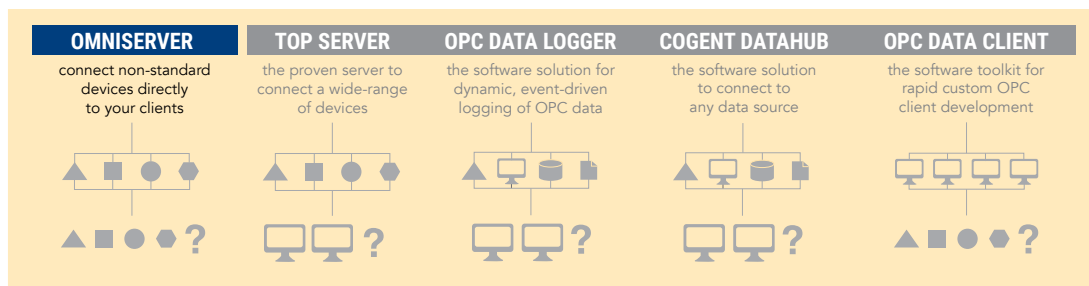 OMNISERVER
connect non-standard
devices directly
to your clients
?
TOP SERVER
the proven server to
connect a wide-range
of devices
?
OPC DATA LOGGER
the software solution for
dynamic, event-driven
logging of OPC data
?
COGENT DATAHUB
the software solution
to connect to
any data source
?
OPC DATA CLIENT
the software toolkit for
rapid custom OPC
client development
?